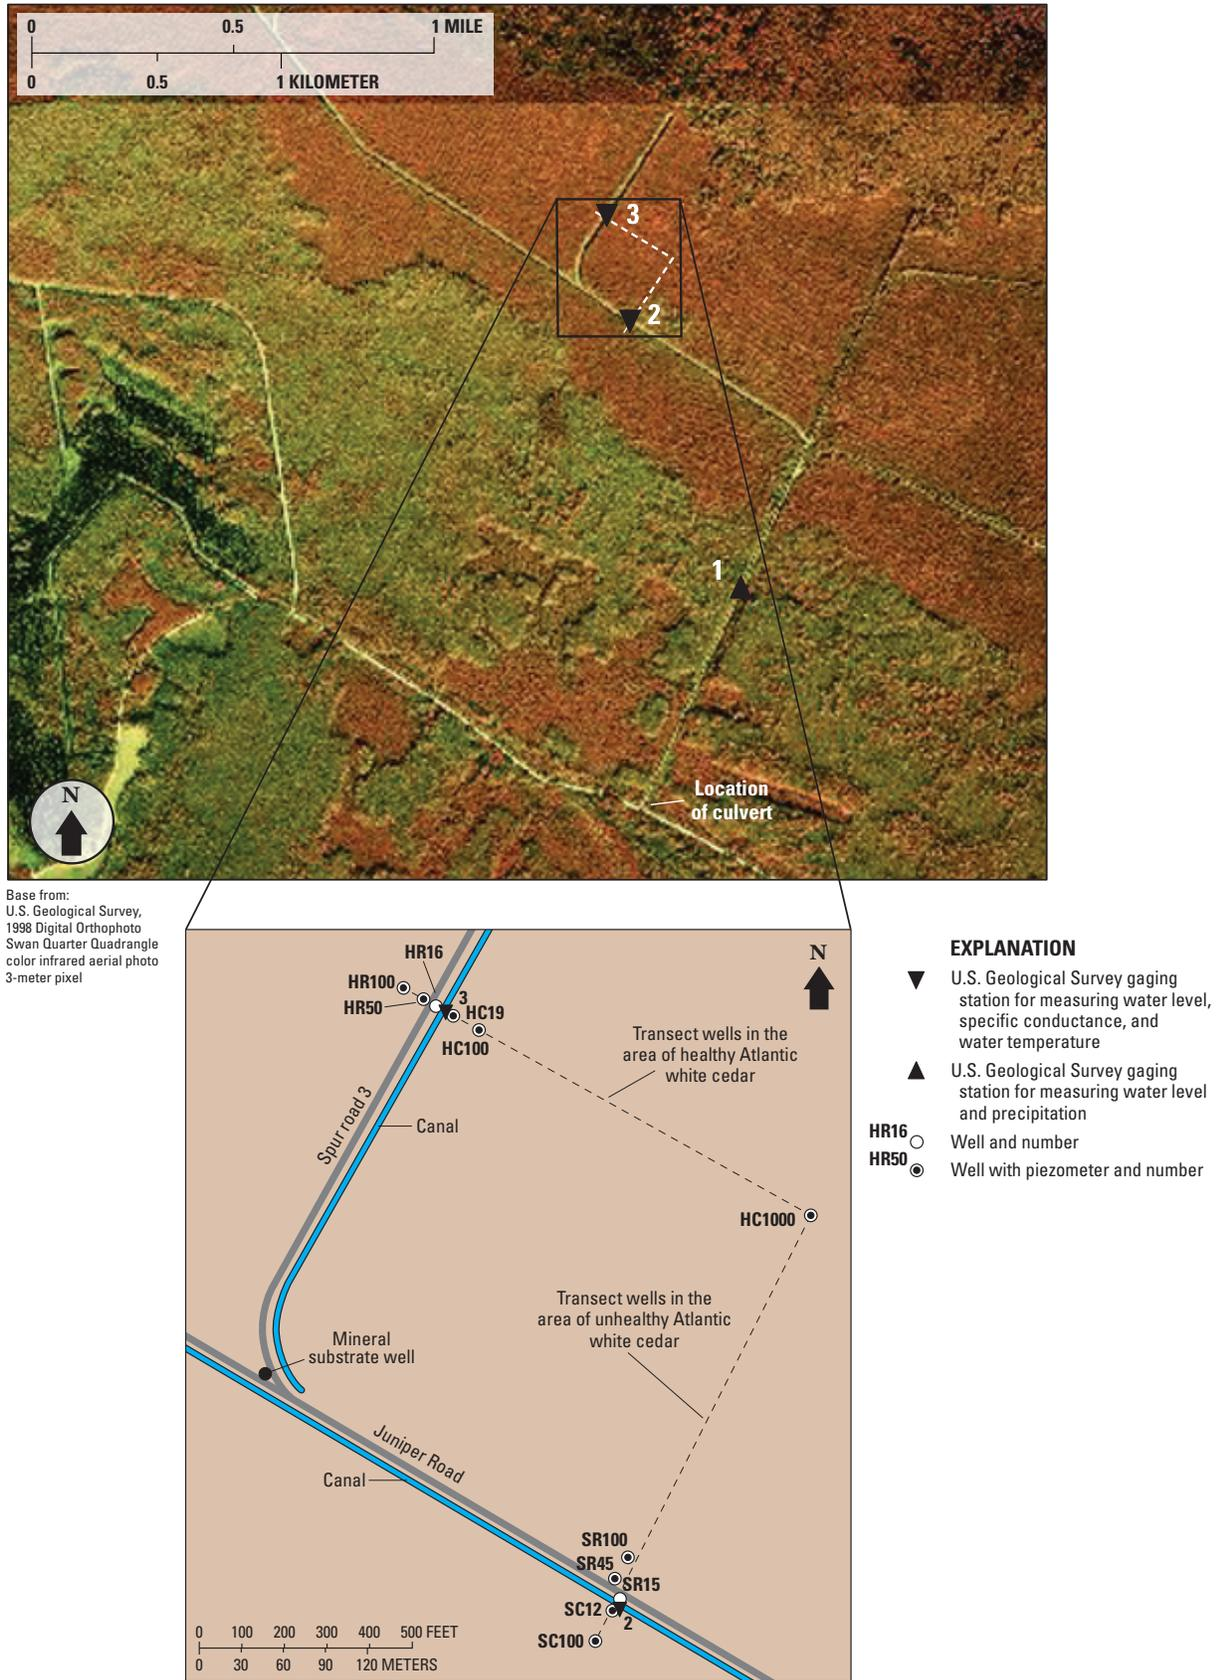 0 0.5 1 MILE
0 0.5 1 KILOMETER
3
2
1
Location
of culvert
N
Base from:
U.S. Geological Survey,
1998 Digital Orthophoto
Swan Quarter Quadrangle
color infrared aerial photo
3-meter pixel
HR16
HR100
HR50
3
HC19
HC100
N
Transect wells in the
area of healthy Atlantic
white cedar
Spur road 3
Canal
HC1000
Transect wells in the
area of unhealthy Atlantic
white cedar
Mineral
substrate well
Juniper Road
Canal
SR100
SR45
SR15
SC12
2
SC100
0 100 200 300 400 500 FEET
0 30 60 90 120 METERS
EXPLANATION
U.S. Geological Survey gaging
station for measuring water level,
specific conductance, and
water temperature
U.S. Geological Survey gaging
station for measuring water level
and precipitation
HR16 Well and number
HR50 Well with piezometer and number